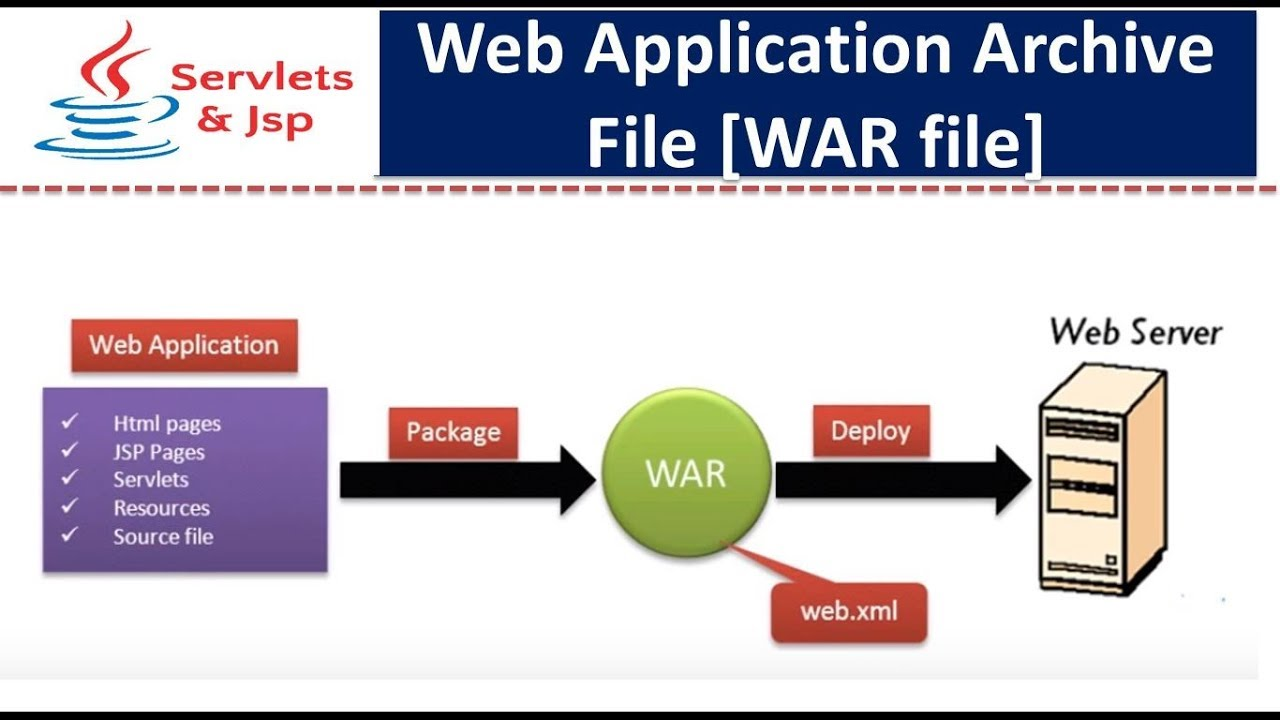 Servlets
& Jsp
Web Application Archive
File [WAR file]
Web Application
Html pages
JSP Pages
Servlets
Resources
Source file
Package
WAR
web.xml
Deploy
Web Server